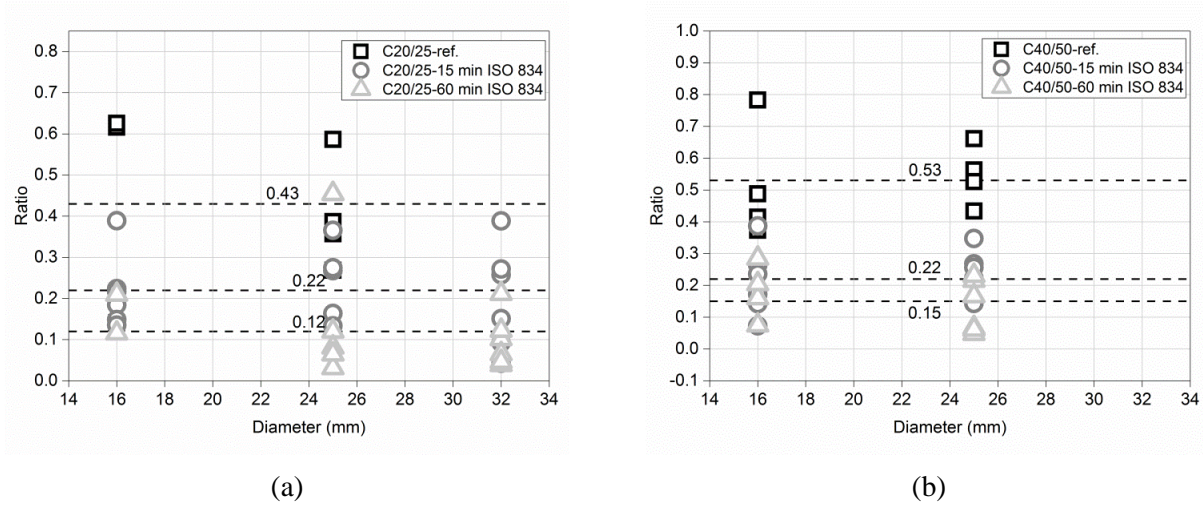 0.8
0.7
0.6
0.5
0.4
0.3
0.2
0.1
0.0
Ratio
C20/25-ref.
C20/25-15 min ISO 834
C20/25-60 min ISO 834
0.43
0.22
0.12
14 16 18 20 22 24 26 28 30 32 34
Diameter (mm)
(a)
1.0
0.9
0.8
0.7
0.6
0.5
0.4
0.3
0.2
0.1
0.0
-0.1
Ratio
C40/50-ref.
C40/50-15 min ISO 834
C40/50-60 min ISO 834
0.53
0.22
0.15
14 16 18 20 22 24 26 28 30 32 34
Diameter (mm)
(b)